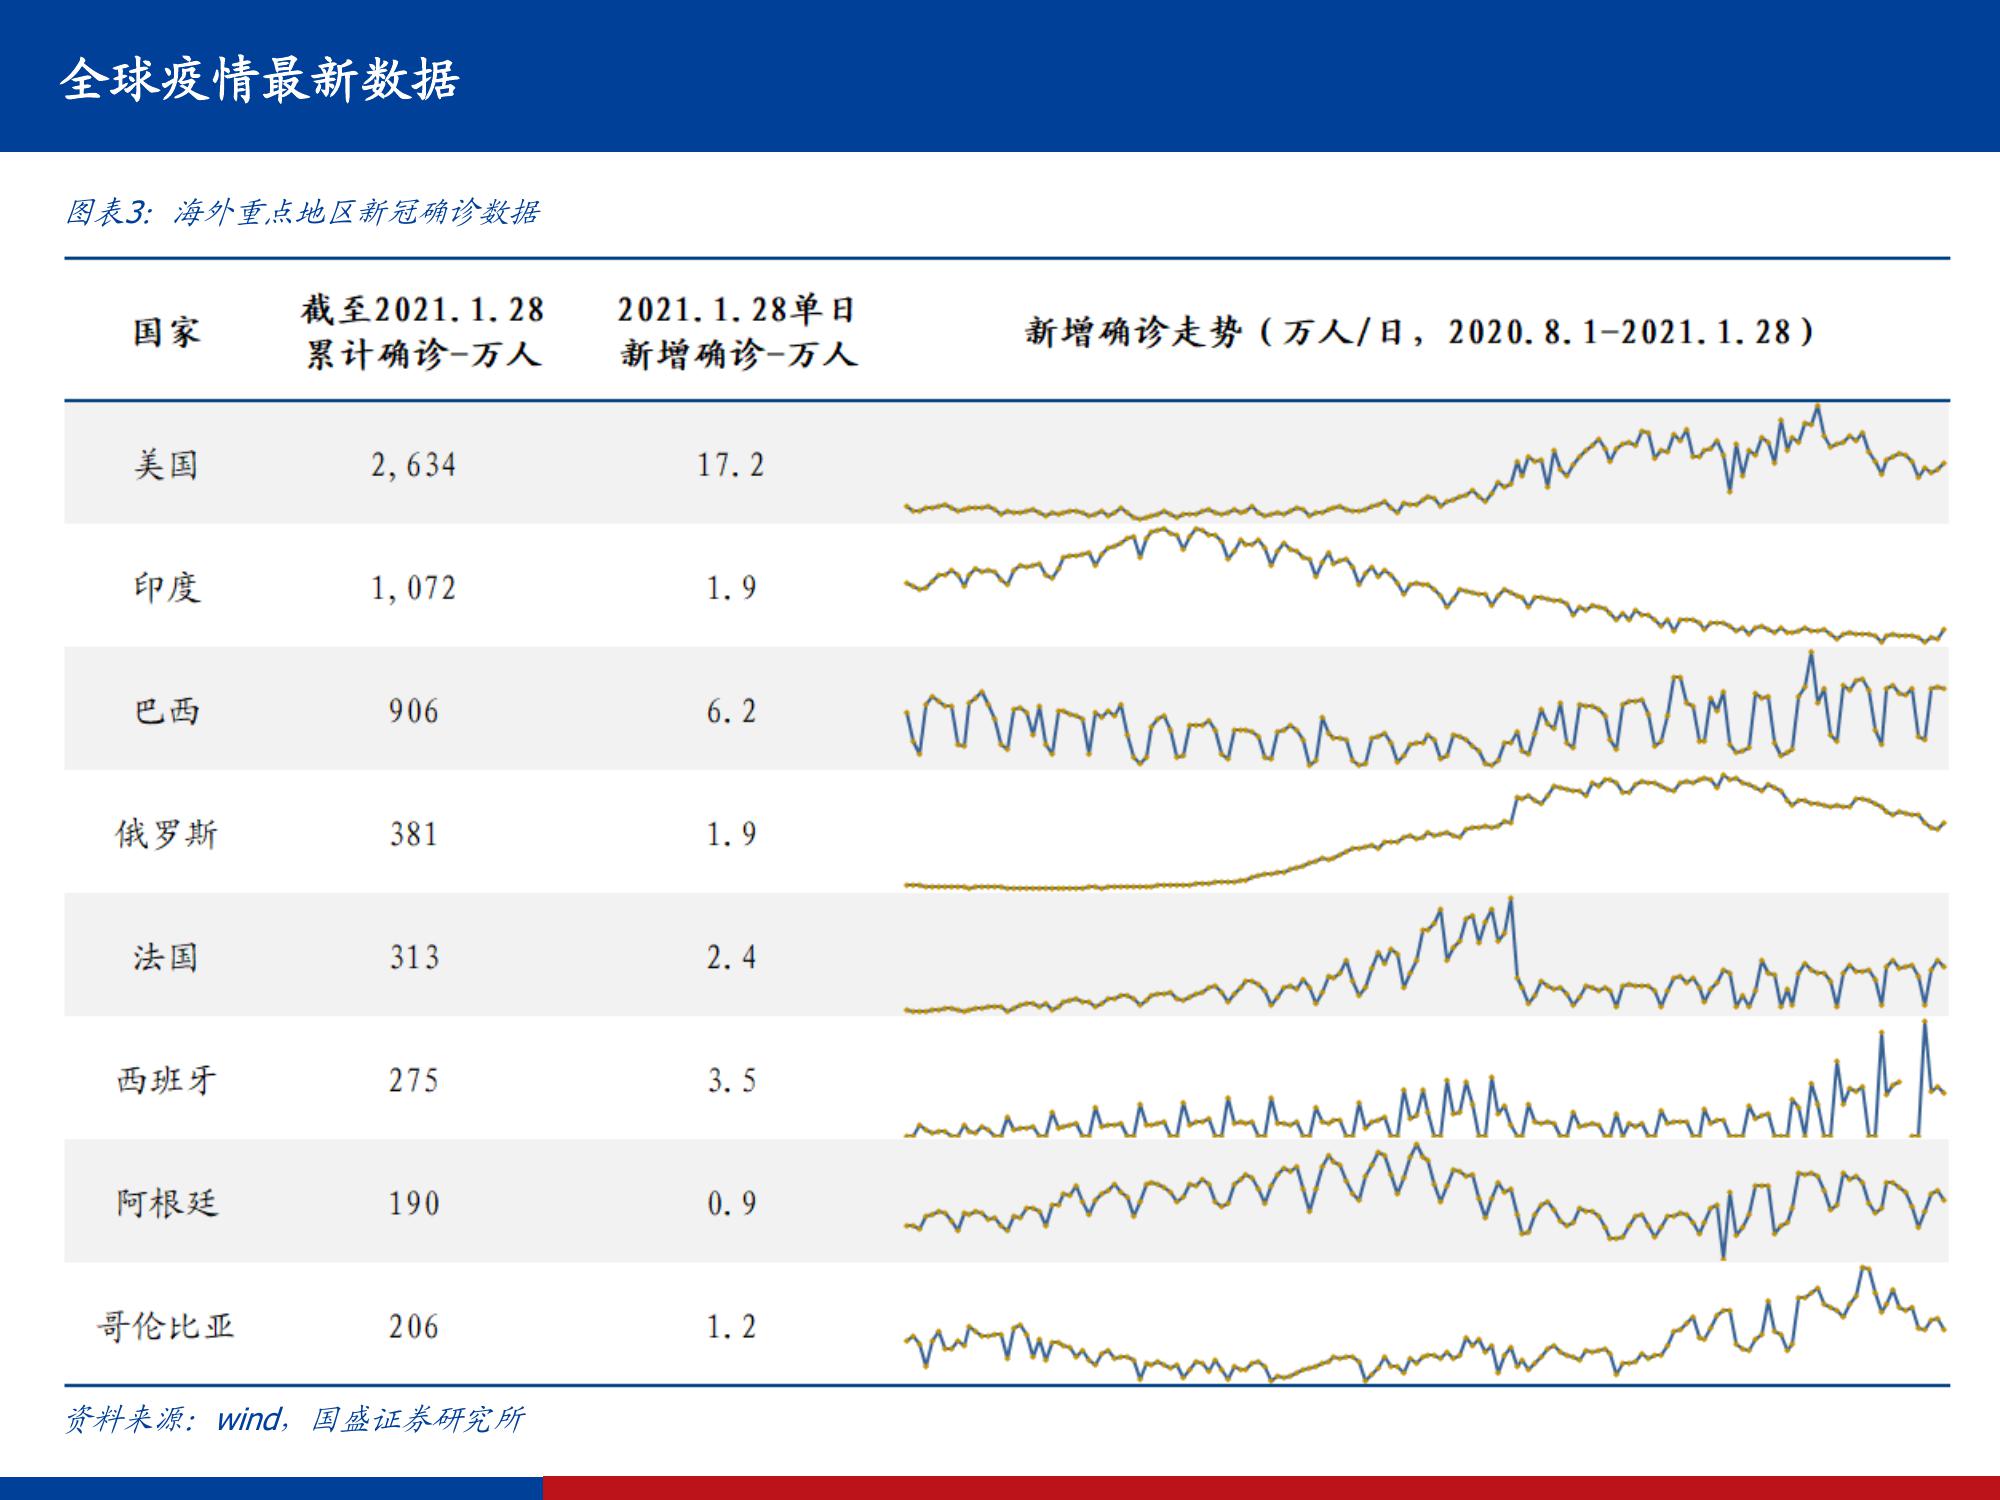 全球疫情最新数据
图表3：海外重点地区新冠确诊数据
国家 截至2021.1.28累计确诊-万人 2021.1.28单日新增确诊-万人 新增确诊走势（万人/日，2020.8.1-2021.1.28）
美国 2,634 17.2
印度 1,072 1.9
巴西 906 6.2
俄罗斯 381 1.9
法国 313 2.4
西班牙 275 3.5
阿根廷 190 0.9
哥伦比亚 206 1.2
资料来源：wind，国盛证券研究所